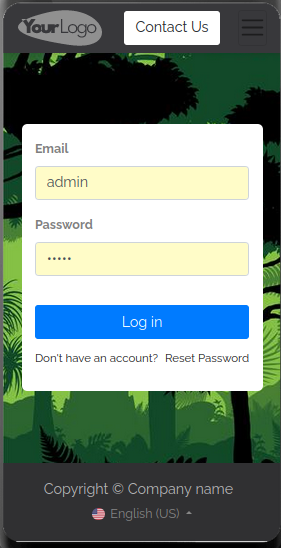 YourLogo
Contact Us
Email
admin
Password
•••••
Log in
Don't have an account? Reset Password
Copyright © Company name
English (US)